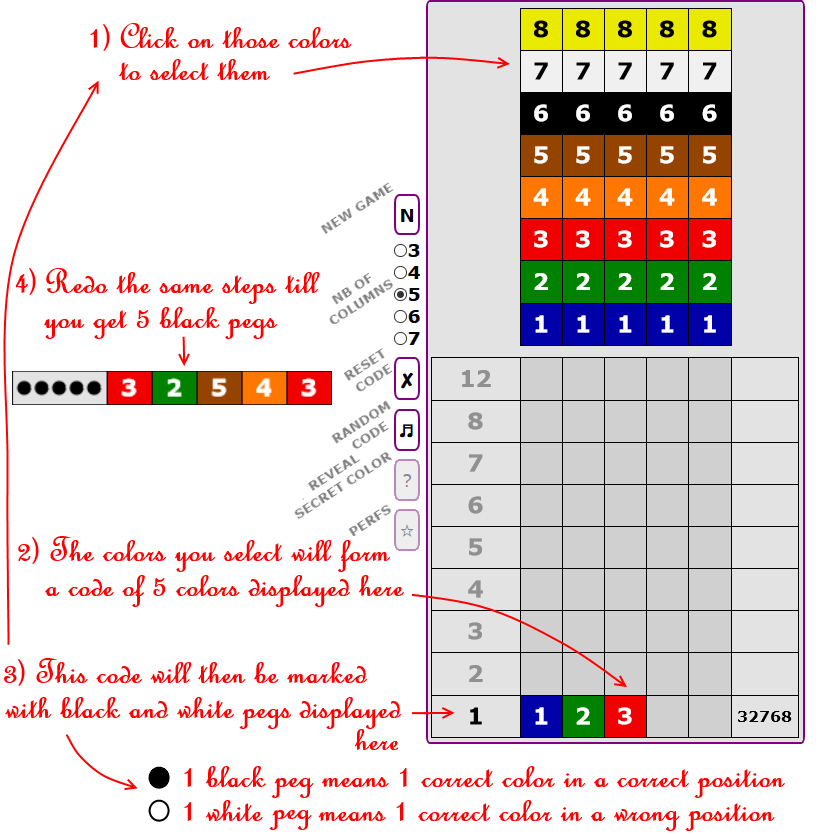 1) Click on those colors
to select them
8 8 8 8 8
7 7 7 7 7
6 6 6 6 6
5 5 5 5 5
4 4 4 4 4
3 3 3 3 3
2 2 2 2 2
1 1 1 1 1
NEW GAME
N
NB OF
COLUMNS
3
4
5
6
7
4) Redo the same steps till
you get 5 black pegs
3 2 5 4 3
RESET
CODE
✗
RANDOM
CODE
♬
REVEAL
SECRET COLOR
?
PERFS
☆
12
8
7
6
5
4
3
2
1 1 2 3 32768
2) The colors you select will form
a code of 5 colors displayed here
3) This code will then be marked
with black and white pegs displayed
here
1 black peg means 1 correct color in a correct position
1 white peg means 1 correct color in a wrong position